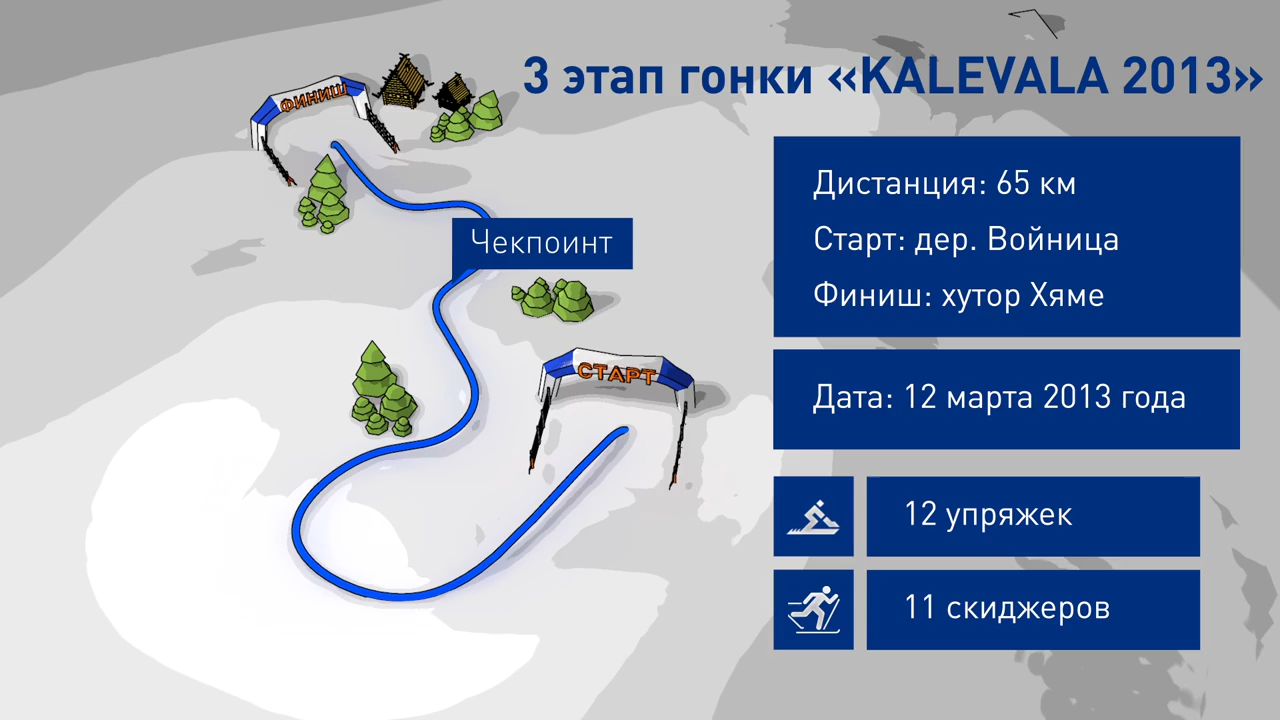 3 этап гонки «KALEVALA 2013»
ФИНИШ
Чекпоинт
СТАРТ
Дистанция: 65 км
Старт: дер. Войница
Финиш: хутор Хяме
Дата: 12 марта 2013 года
12 упряжек
11 скиджеров